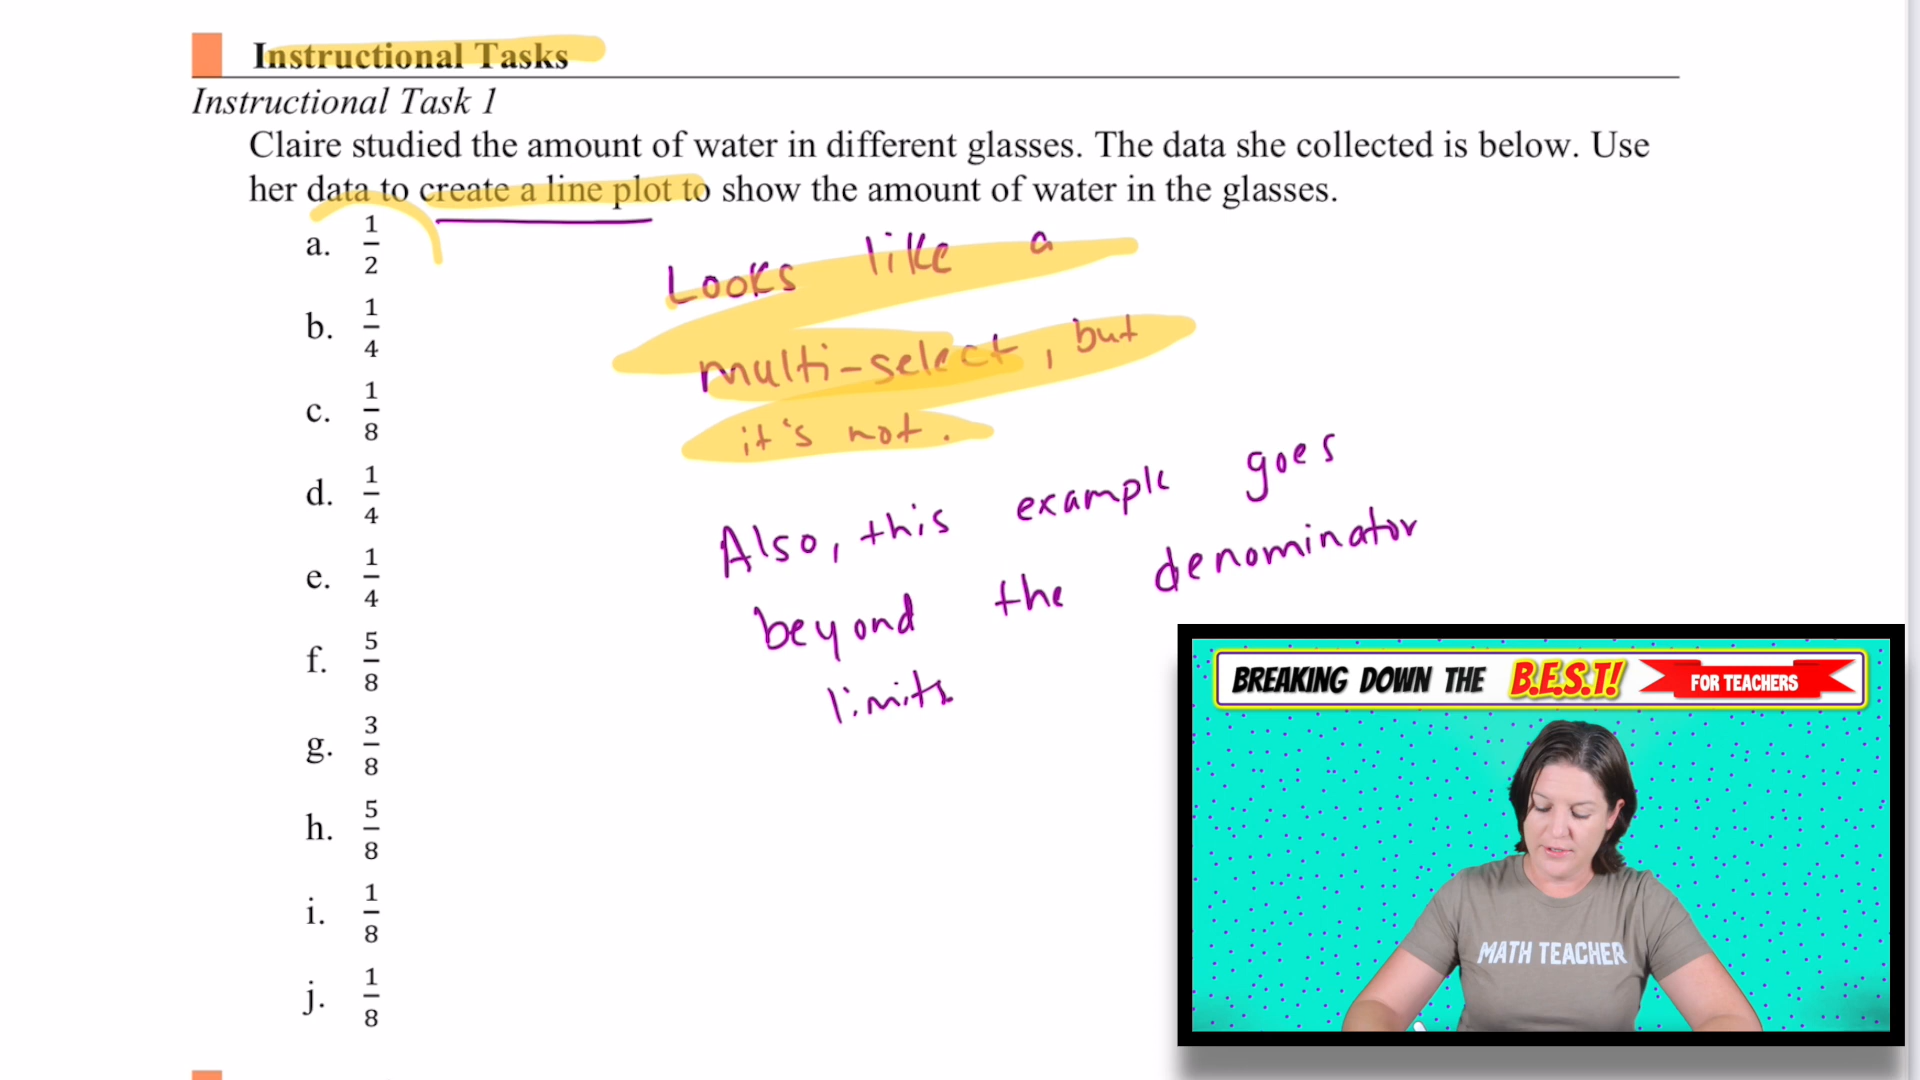 Instructional Tasks
Instructional Task 1
Claire studied the amount of water in different glasses. The data she collected is below. Use
her data to create a line plot to show the amount of water in the glasses.
a. 1/2
b. 1/4
c. 1/8
d. 1/4
e. 1/4
f. 5/8
g. 3/8
h. 5/8
i. 1/8
j. 1/8
Looks like a
multi-select, but
it's not.
Also, this example goes
beyond the denominator
limits
BREAKING DOWN THE B.E.S.T! FOR TEACHERS
MATH TEACHER